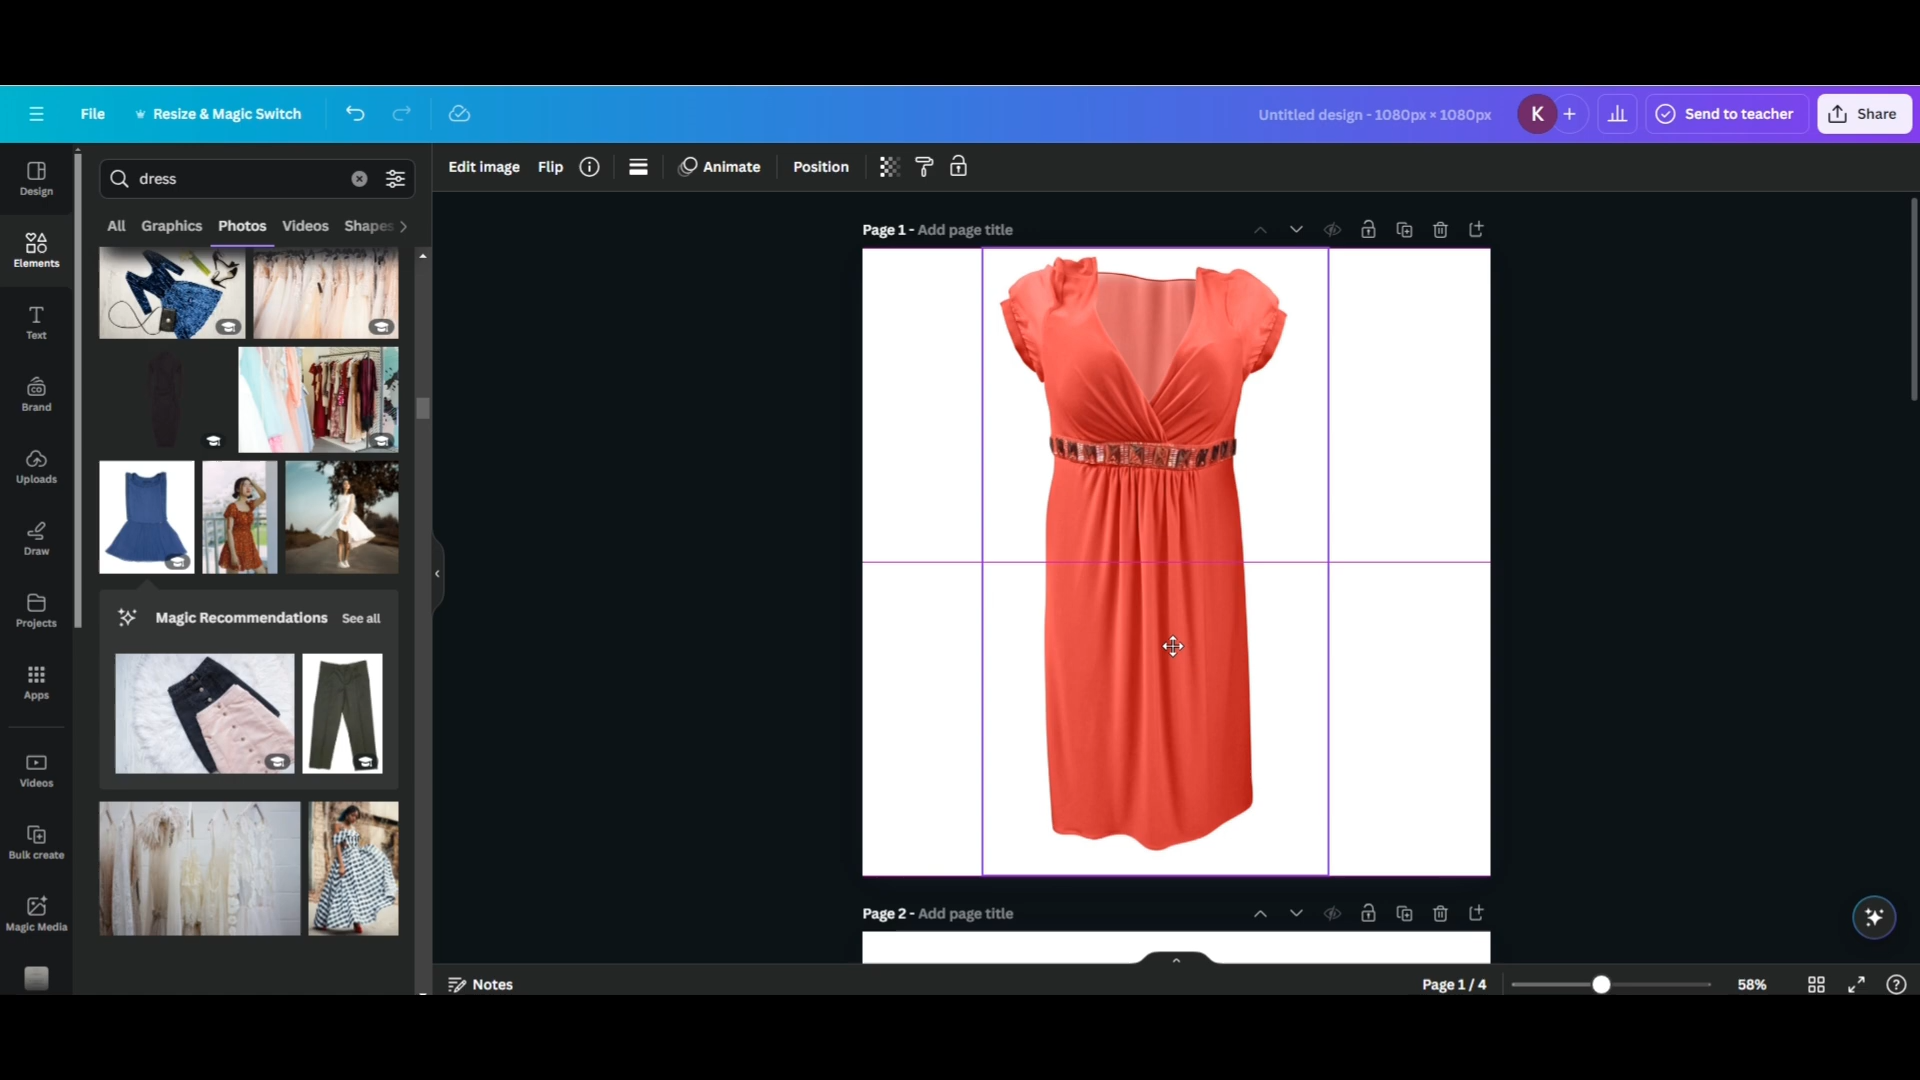 File
Resize & Magic Switch
Untitled design - 1080px × 1080px
K
+
Send to teacher
Share
Design
Elements
Text
Brand
Uploads
Draw
Projects
Apps
Videos
Bulk create
Magic Media
dress
All
Graphics
Photos
Videos
Shapes
Magic Recommendations
See all
Edit image
Flip
Animate
Position
Page 1 - Add page title
Page 2 - Add page title
Notes
Page 1 / 4
58%